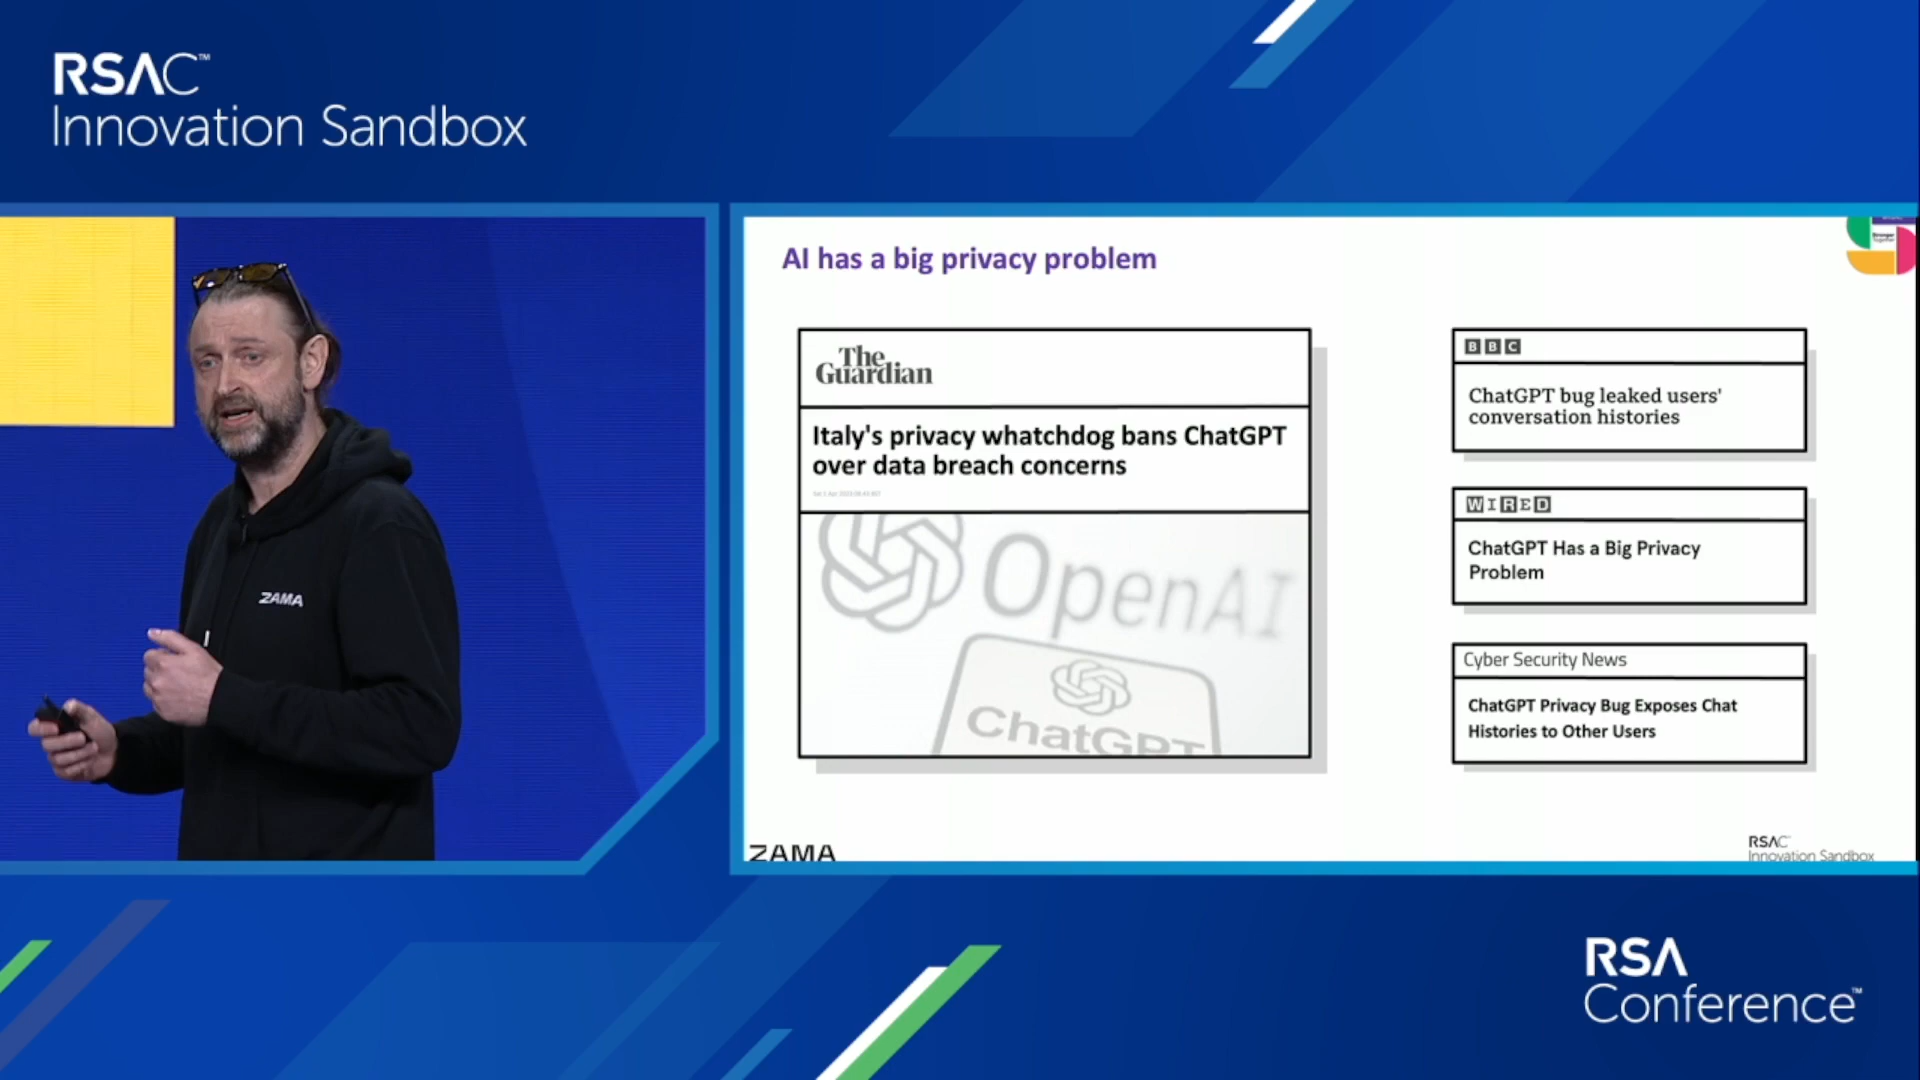 RSAC™
Innovation Sandbox
AI has a big privacy problem
The
Guardian
Italy's privacy whatchdog bans ChatGPT
over data breach concerns
OpenAI
ChatGPT
BBC
ChatGPT bug leaked users'
conversation histories
WIRED
ChatGPT Has a Big Privacy
Problem
Cyber Security News
ChatGPT Privacy Bug Exposes Chat
Histories to Other Users
ZAMA
ZAMA
RSAC
Innovation Sandbox
RSA
Conference™